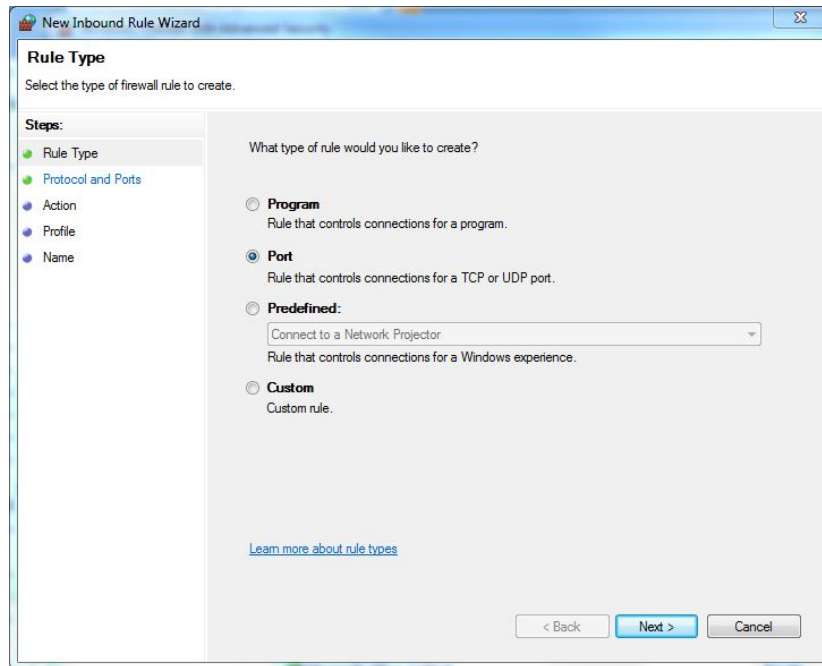 New Inbound Rule Wizard
Rule Type
Select the type of firewall rule to create.
Steps:
Rule Type
Protocol and Ports
Action
Profile
Name
What type of rule would you like to create?
Program
Rule that controls connections for a program.
Port
Rule that controls connections for a TCP or UDP port.
Predefined:
Connect to a Network Projector
Rule that controls connections for a Windows experience.
Custom
Custom rule.
Learn more about rule types
< Back
Next >
Cancel